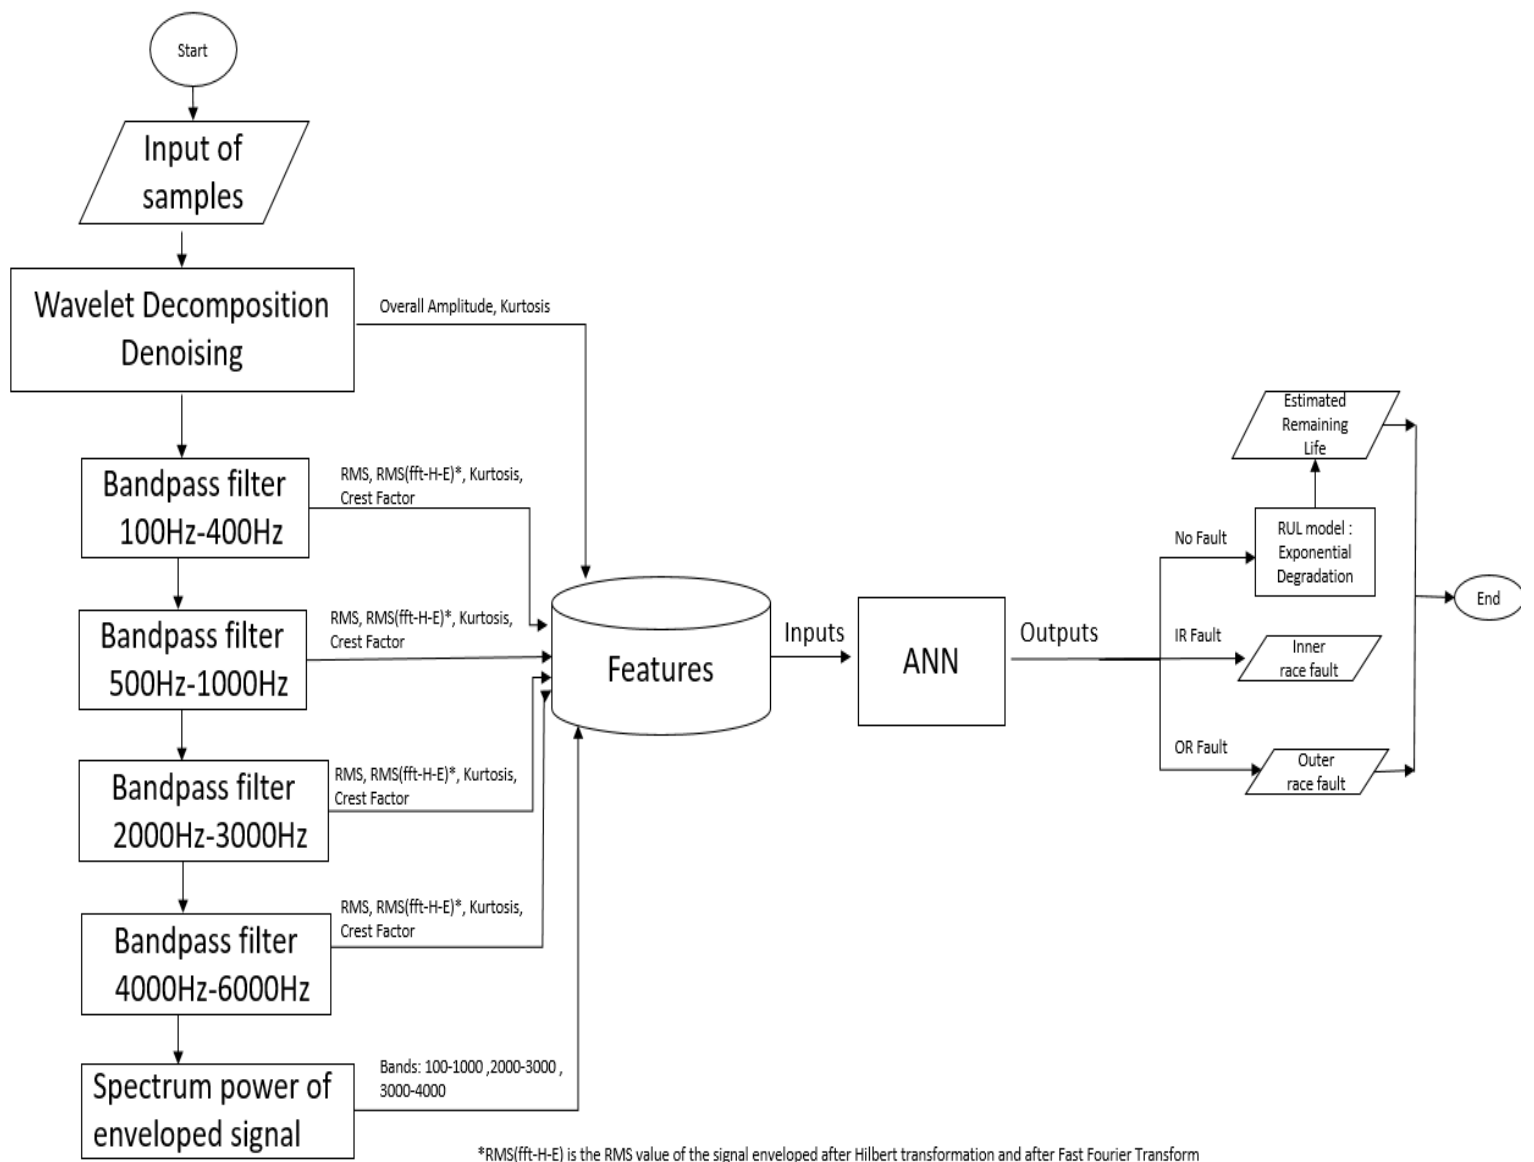 Start
Input of
samples
Wavelet Decomposition
Denoising
Overall Amplitude, Kurtosis
Bandpass filter
100Hz-400Hz
RMS, RMS(fft-H-E)*, Kurtosis,
Crest Factor
Bandpass filter
500Hz-1000Hz
RMS, RMS(fft-H-E)*, Kurtosis,
Crest Factor
Bandpass filter
2000Hz-3000Hz
RMS, RMS(fft-H-E)*, Kurtosis,
Crest Factor
Bandpass filter
4000Hz-6000Hz
RMS, RMS(fft-H-E)*, Kurtosis,
Crest Factor
Spectrum power of
enveloped signal
Bands: 100-1000 ,2000-3000 ,
3000-4000
Features
Inputs
ANN
Outputs
No Fault
RUL model :
Exponential
Degradation
Estimated
Remaining
Life
IR Fault
Inner
race fault
OR Fault
Outer
race fault
End
*RMS(fft-H-E) is the RMS value of the signal enveloped after Hilbert transformation and after Fast Fourier Transform